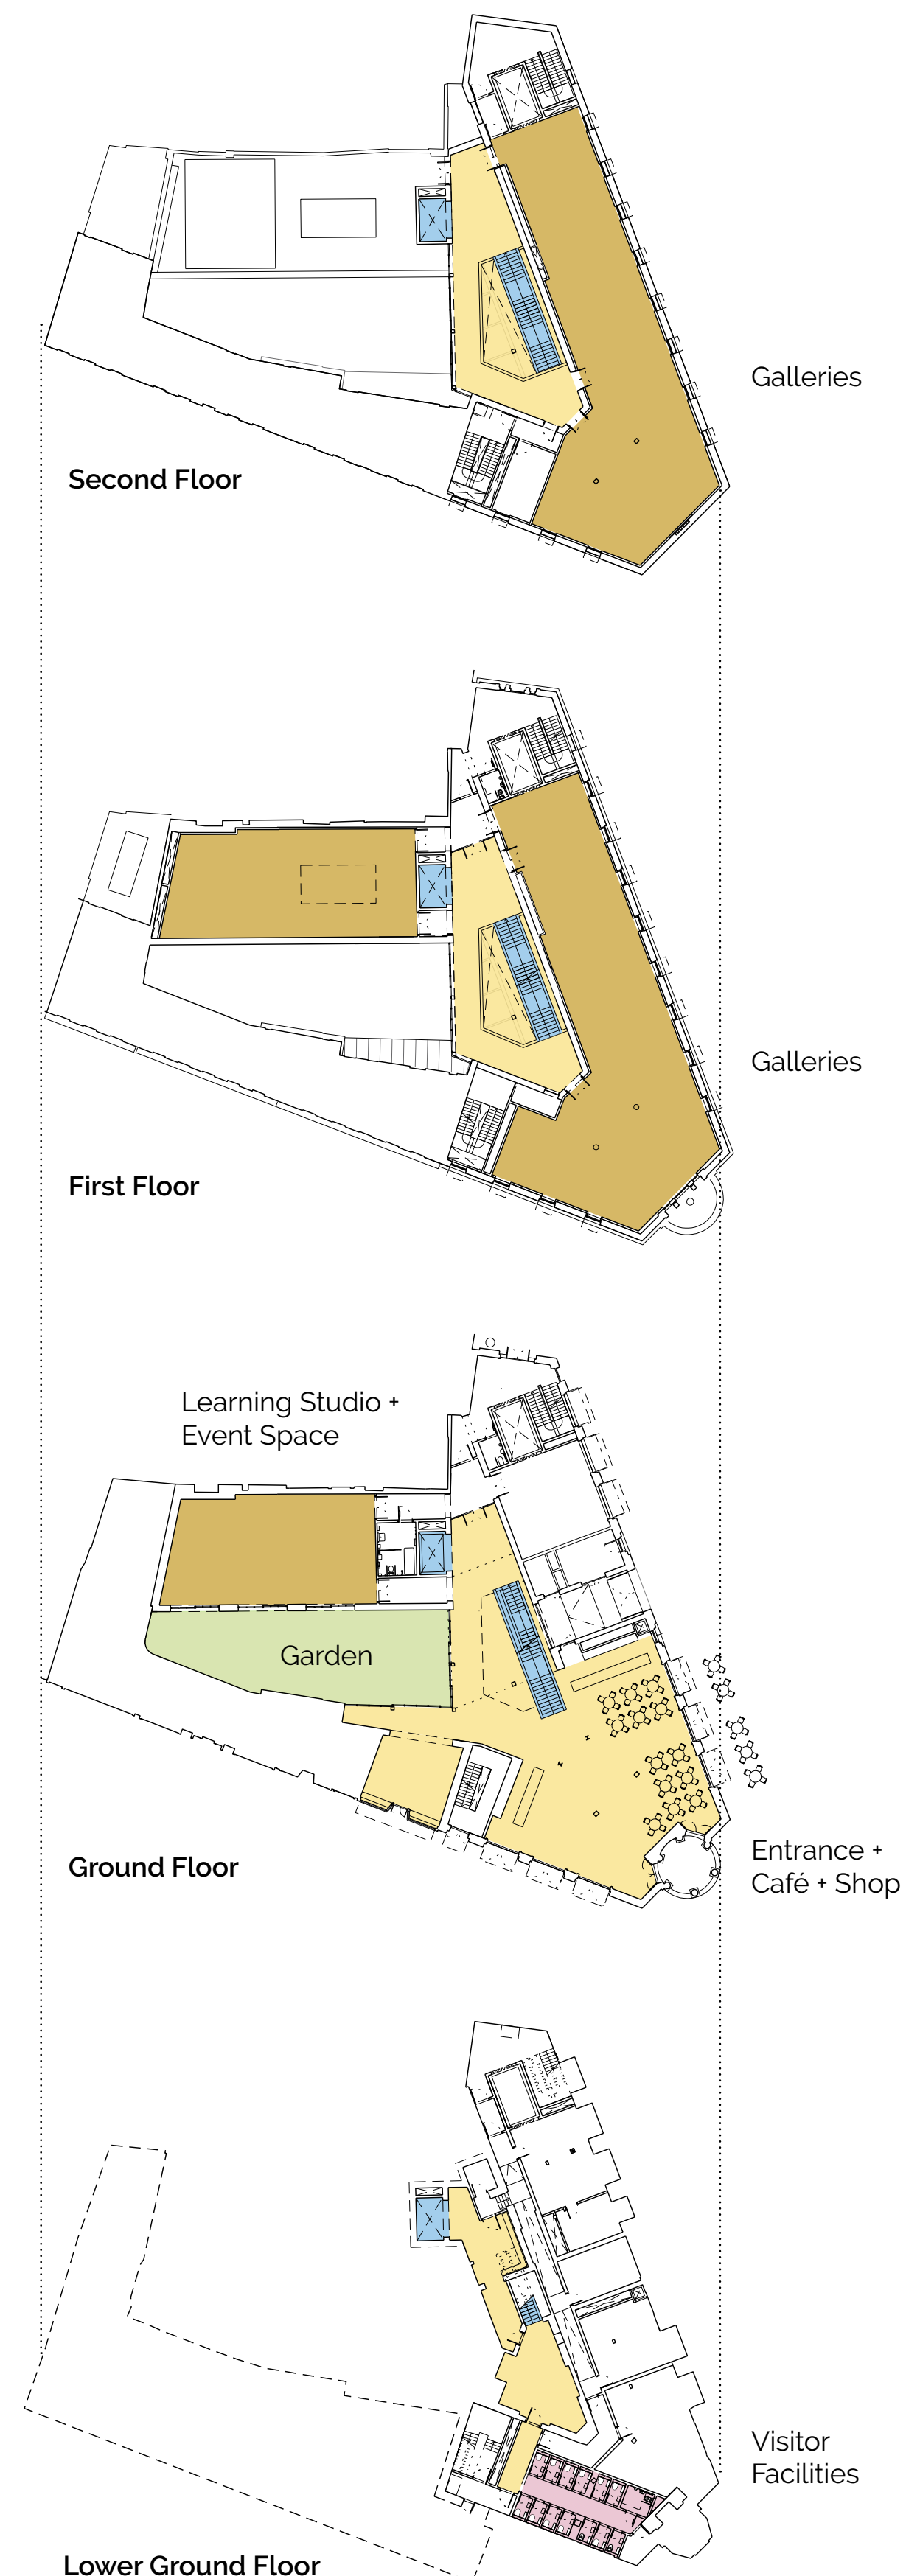 Galleries
Second Floor
Galleries
First Floor
Learning Studio +
Event Space
Garden
Entrance +
Café + Shop
Ground Floor
Visitor
Facilities
Lower Ground Floor